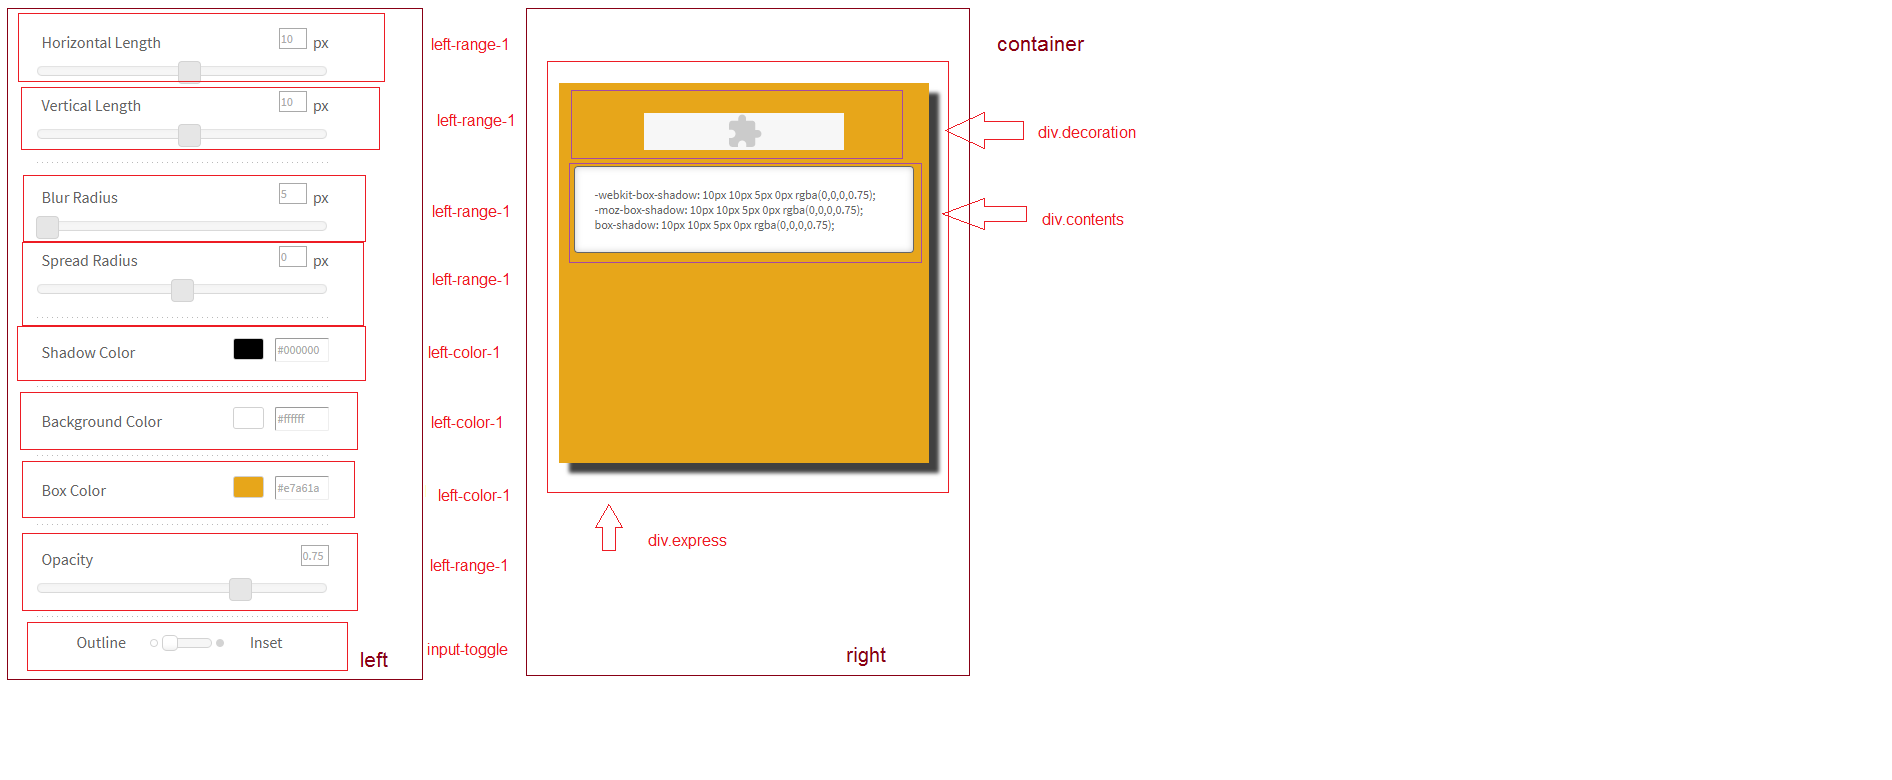 Horizontal Length
10
px
left-range-1
Vertical Length
10
px
left-range-1
Blur Radius
5
px
left-range-1
Spread Radius
0
px
left-range-1
Shadow Color
#000000
left-color-1
Background Color
#ffffff
left-color-1
Box Color
#e7a61a
left-color-1
Opacity
0.75
left-range-1
Outline
Inset
left
input-toggle
container
div.decoration
-webkit-box-shadow: 10px 10px 5px 0px rgba(0,0,0,0.75);
-moz-box-shadow: 10px 10px 5px 0px rgba(0,0,0,0.75);
box-shadow: 10px 10px 5px 0px rgba(0,0,0,0.75);
div.contents
div.express
right